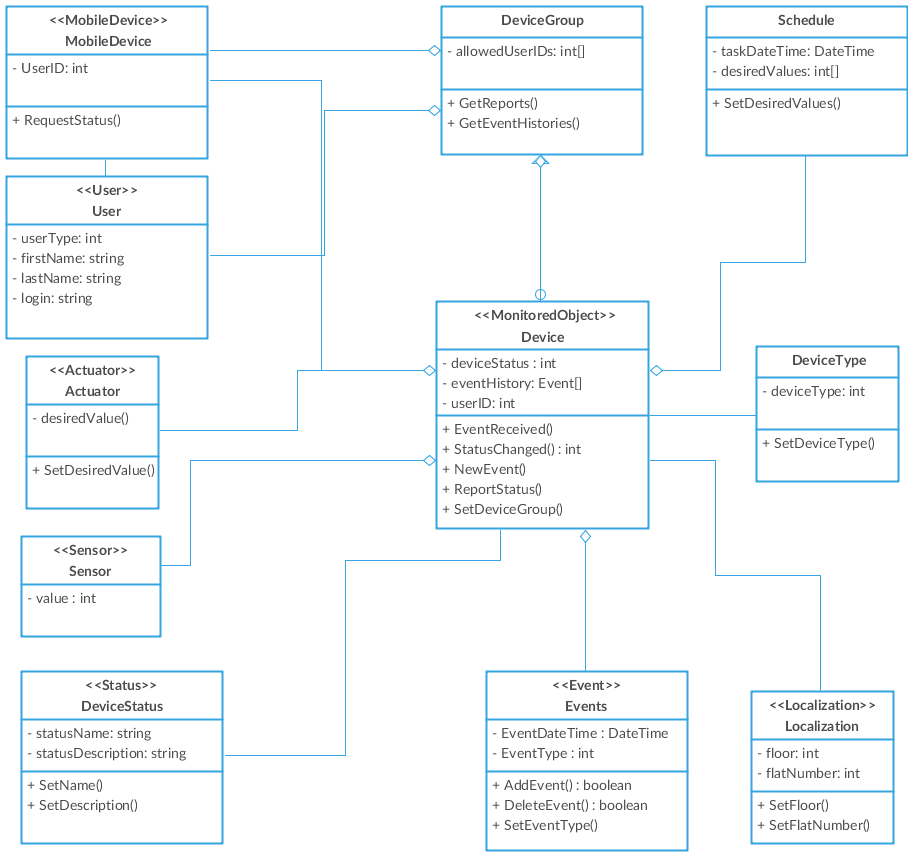 <<MobileDevice>>
MobileDevice
- UserID: int
+ RequestStatus()
DeviceGroup
- allowedUserIDs: int[]
+ GetReports()
+ GetEventHistories()
Schedule
- taskDateTime: DateTime
- desiredValues: int[]
+ SetDesiredValues()
<<User>>
User
- userType: int
- firstName: string
- lastName: string
- login: string
<<MonitoredObject>>
Device
- deviceStatus : int
- eventHistory: Event[]
- userID: int
+ EventReceived()
+ StatusChanged() : int
+ NewEvent()
+ ReportStatus()
+ SetDeviceGroup()
DeviceType
- deviceType: int
+ SetDeviceType()
<<Actuator>>
Actuator
- desiredValue()
+ SetDesiredValue()
<<Sensor>>
Sensor
- value : int
<<Status>>
DeviceStatus
- statusName: string
- statusDescription: string
+ SetName()
+ SetDescription()
<<Event>>
Events
- EventDateTime : DateTime
- EventType : int
+ AddEvent() : boolean
+ DeleteEvent() : boolean
+ SetEventType()
<<Localization>>
Localization
- floor: int
- flatNumber: int
+ SetFloor()
+ SetFlatNumber()